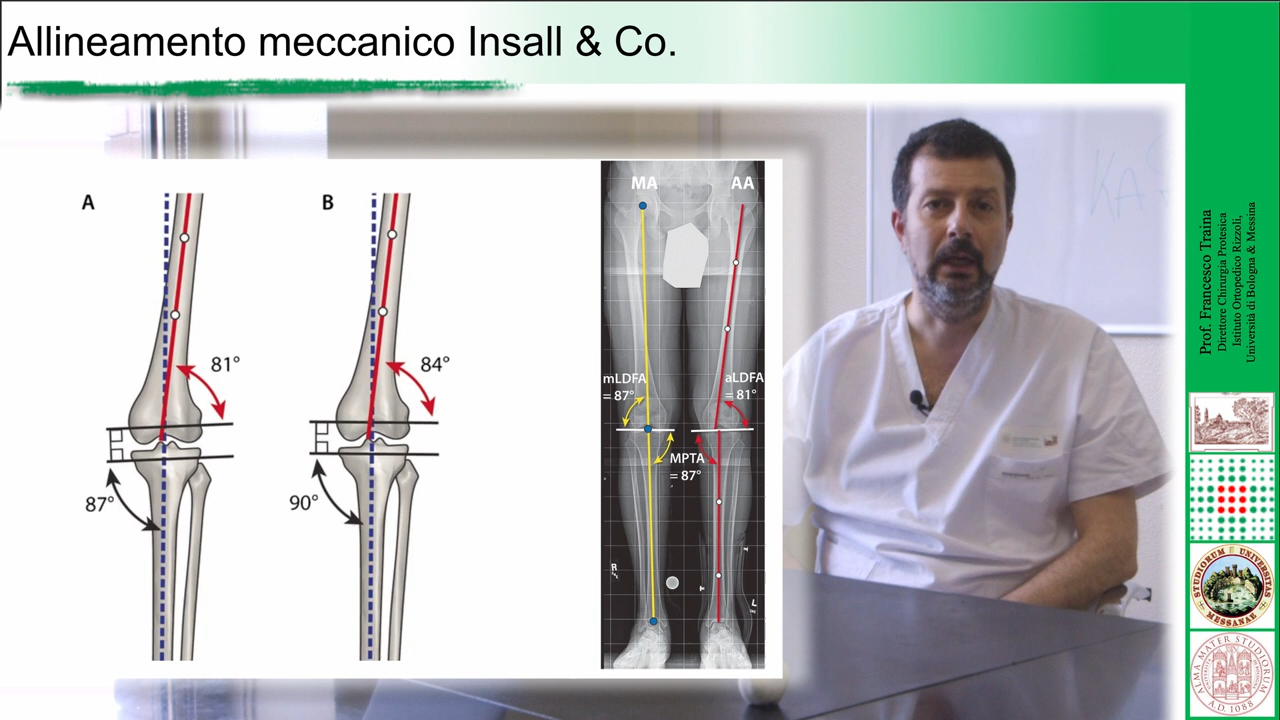 Allineamento meccanico Insall & Co.
A
81°
87°
B
84°
90°
MA
AA
mLDFA
= 87°
aLDFA
= 81°
MPTA
= 87°
R
L
KA
Prof. Francesco Traina
Direttore Chirurgia Protesica
Istituto Ortopedico Rizzoli,
Università di Bologna & Messina
STUDIORUM UNIVERSITAS
MESSANAE
ALMA MATER STUDIORUM
A.D. 1088